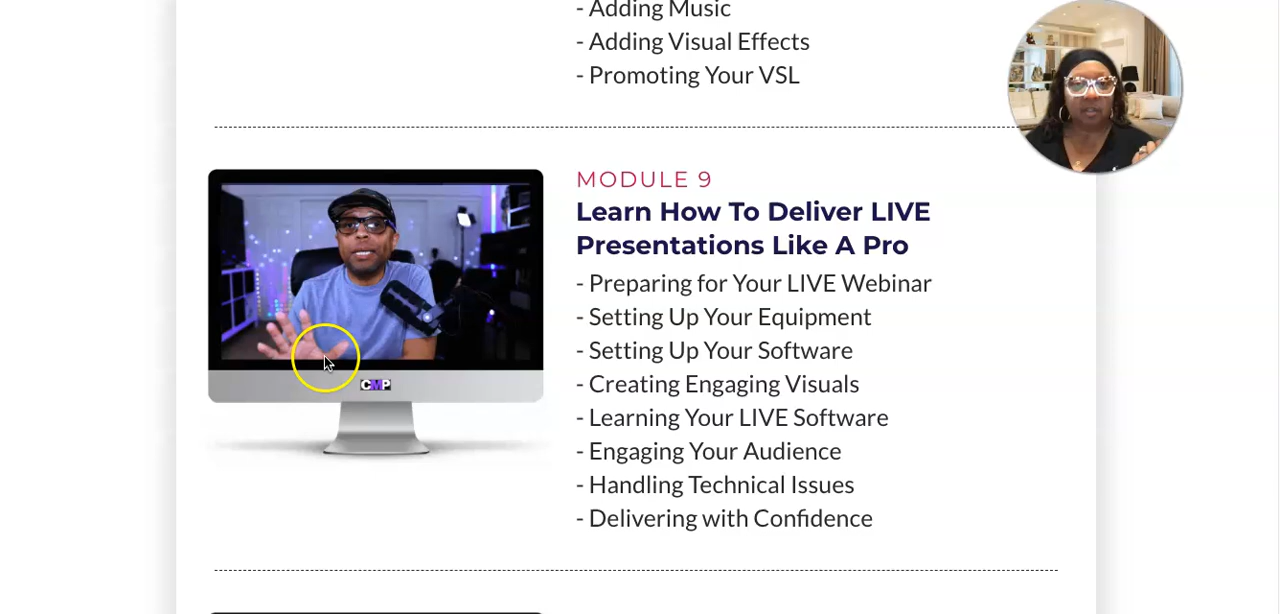 - Adding Music
- Adding Visual Effects
- Promoting Your VSL
MODULE 9
Learn How To Deliver LIVE
Presentations Like A Pro
- Preparing for Your LIVE Webinar
- Setting Up Your Equipment
- Setting Up Your Software
- Creating Engaging Visuals
- Learning Your LIVE Software
- Engaging Your Audience
- Handling Technical Issues
- Delivering with Confidence
CMP